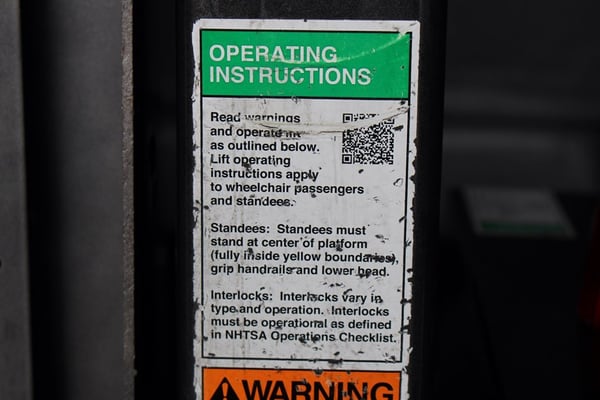 OPERATING
INSTRUCTIONS
Read warnings
and operate lift
as outlined below.
Lift operating
instructions apply
to wheelchair passengers
and standees.
Standees: Standees must
stand at center of platform
(fully inside yellow boundaries),
grip handrails and lower head.
Interlocks: Interlocks vary in
type and operation. Interlocks
must be operational as defined
in NHTSA Operations Checklist.
WARNING